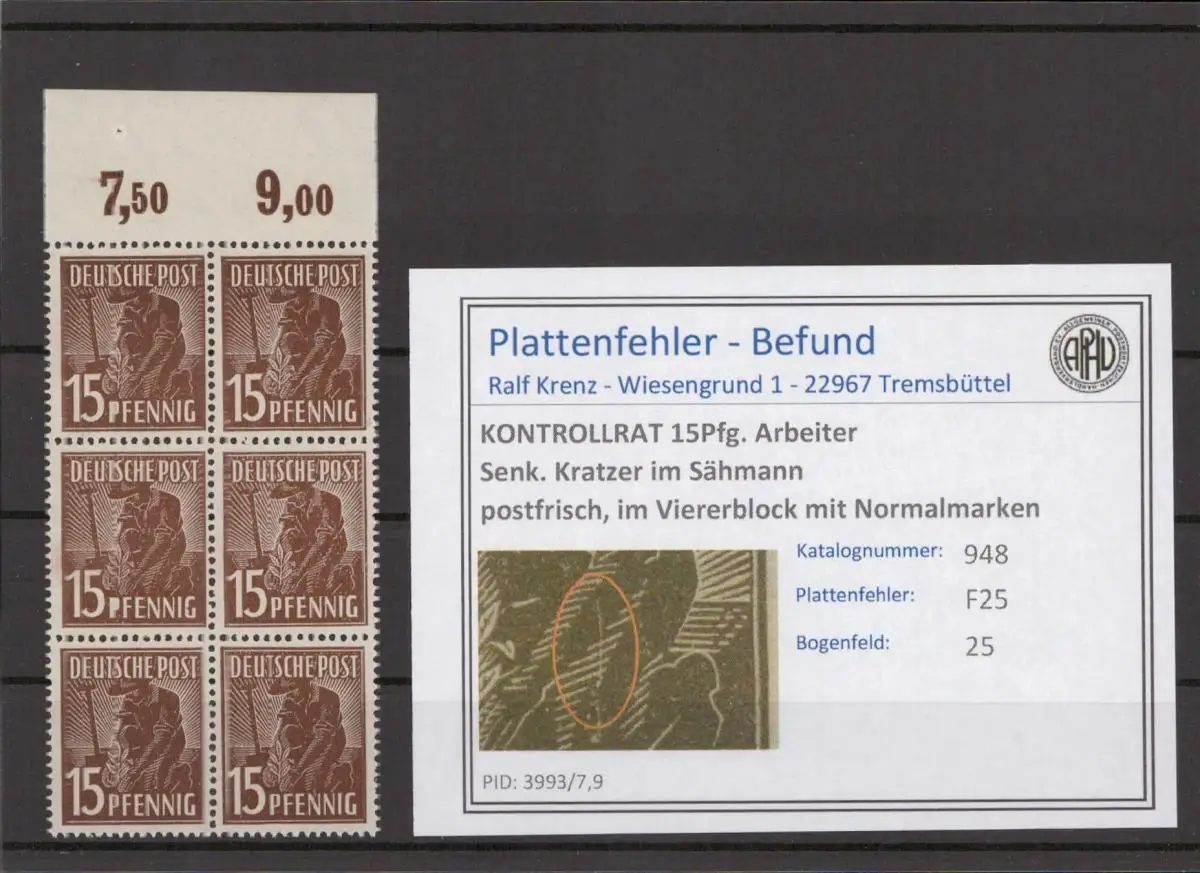 7,50 9,00
DEUTSCHE POST DEUTSCHE POST
15 PFENNIG 15 PFENNIG
DEUTSCHE POST DEUTSCHE POST
15 PFENNIG 15 PFENNIG
DEUTSCHE POST DEUTSCHE POST
15 PFENNIG 15 PFENNIG
Plattenfehler - Befund
Ralf Krenz - Wiesengrund 1 - 22967 Tremsbüttel
APHV
KONTROLLRAT 15Pfg. Arbeiter
Senk. Kratzer im Sähmann
postfrisch, im Viererblock mit Normalmarken
Katalognummer: 948
Plattenfehler: F25
Bogenfeld: 25
PID: 3993/7,9